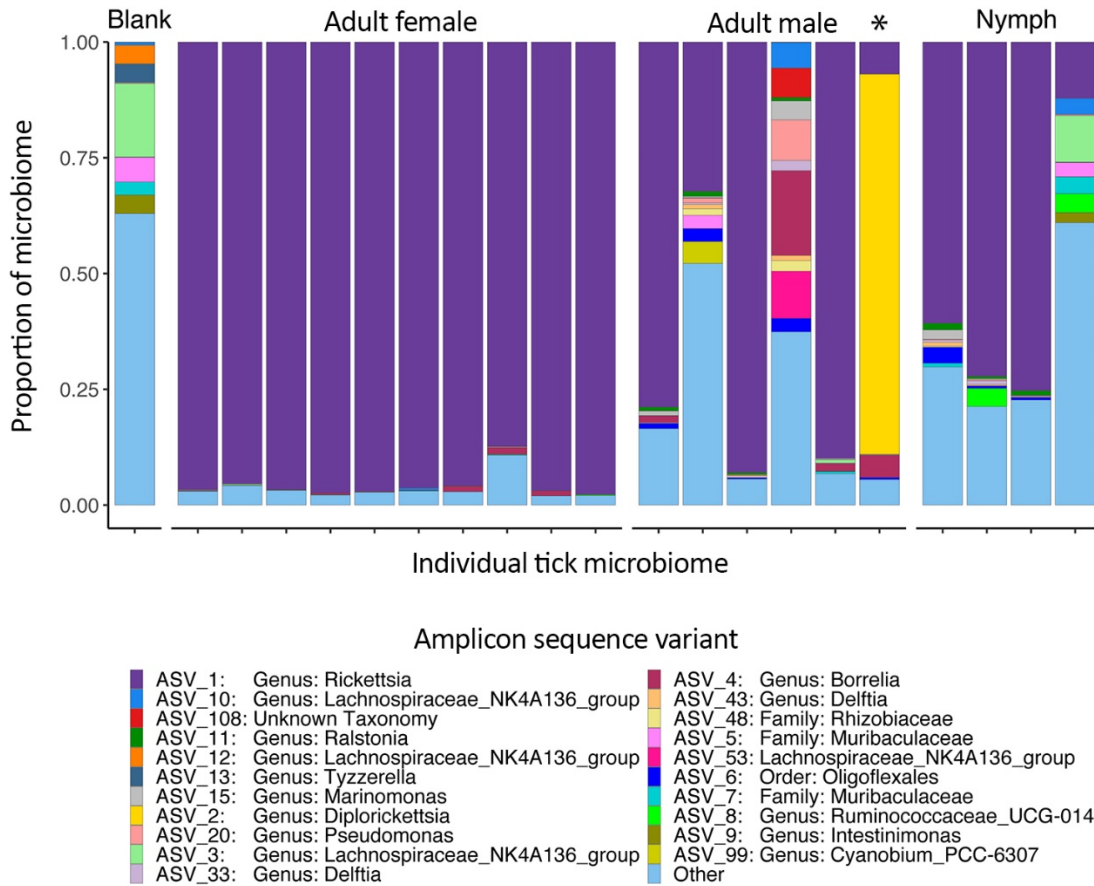 Blank
Adult female
Adult male
*
Nymph
1.00
0.75
0.50
0.25
0.00
Proportion of microbiome
Individual tick microbiome
Amplicon sequence variant
ASV_1: Genus: Rickettsia
ASV_10: Genus: Lachnospiraceae_NK4A136_group
ASV_108: Unknown Taxonomy
ASV_11: Genus: Ralstonia
ASV_12: Genus: Lachnospiraceae_NK4A136_group
ASV_13: Genus: Tyzzerella
ASV_15: Genus: Marinomonas
ASV_2: Genus: Diplorickettsia
ASV_20: Genus: Pseudomonas
ASV_3: Genus: Lachnospiraceae_NK4A136_group
ASV_33: Genus: Delftia
ASV_4: Genus: Borrelia
ASV_43: Genus: Delftia
ASV_48: Family: Rhizobiaceae
ASV_5: Family: Muribaculaceae
ASV_53: Lachnospiraceae_NK4A136_group
ASV_6: Order: Oligoflexales
ASV_7: Family: Muribaculaceae
ASV_8: Genus: Ruminococcaceae_UCG-014
ASV_9: Genus: Intestinimonas
ASV_99: Genus: Cyanobium_PCC-6307
Other